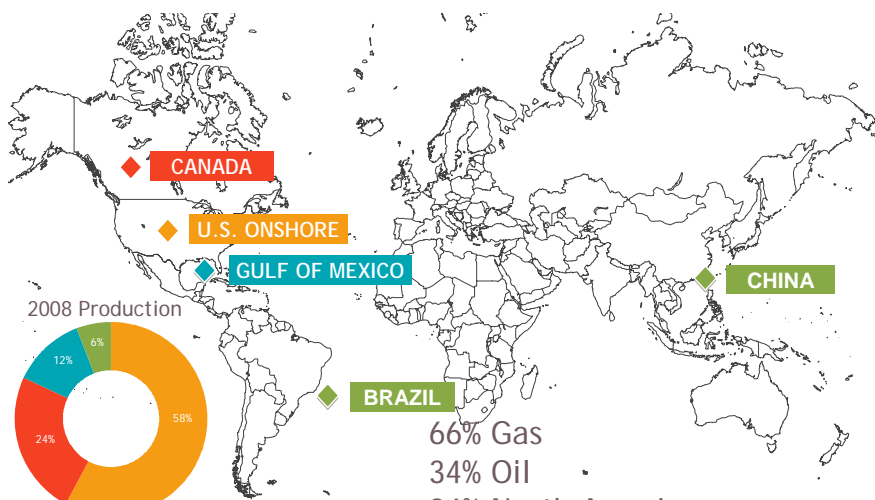 CANADA
U.S. ONSHORE
GULF OF MEXICO
CHINA
2008 Production
6%
12%
58%
24%
BRAZIL
66% Gas
34% Oil